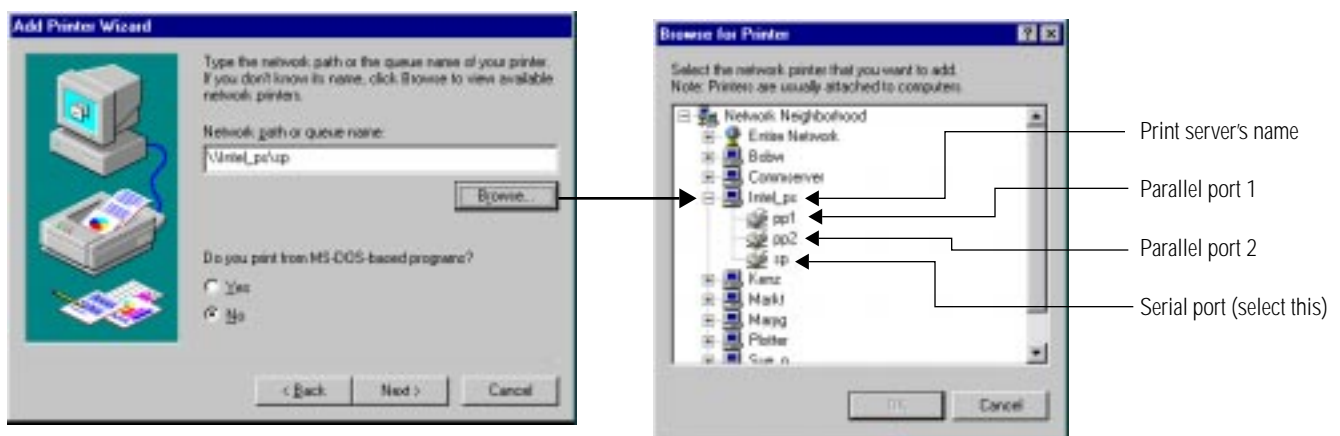 Add Printer Wizard
Type the network path or the queue name of your printer.
If you don't know its name, click Browse to view available
network printers.
Network path or queue name:
\\Intel_ps\sp
Browse...
Do you print from MS-DOS-based programs?
Yes
No
< Back
Next >
Cancel
Browse for Printer
Select the network printer that you want to add.
Note: Printers are usually attached to computers.
Network Neighborhood
Entire Network
Bobw
Commserver
Intel_ps
pp1
pp2
sp
Kenz
Markt
Plotter
OK
Cancel
Print server's name
Parallel port 1
Parallel port 2
Serial port (select this)